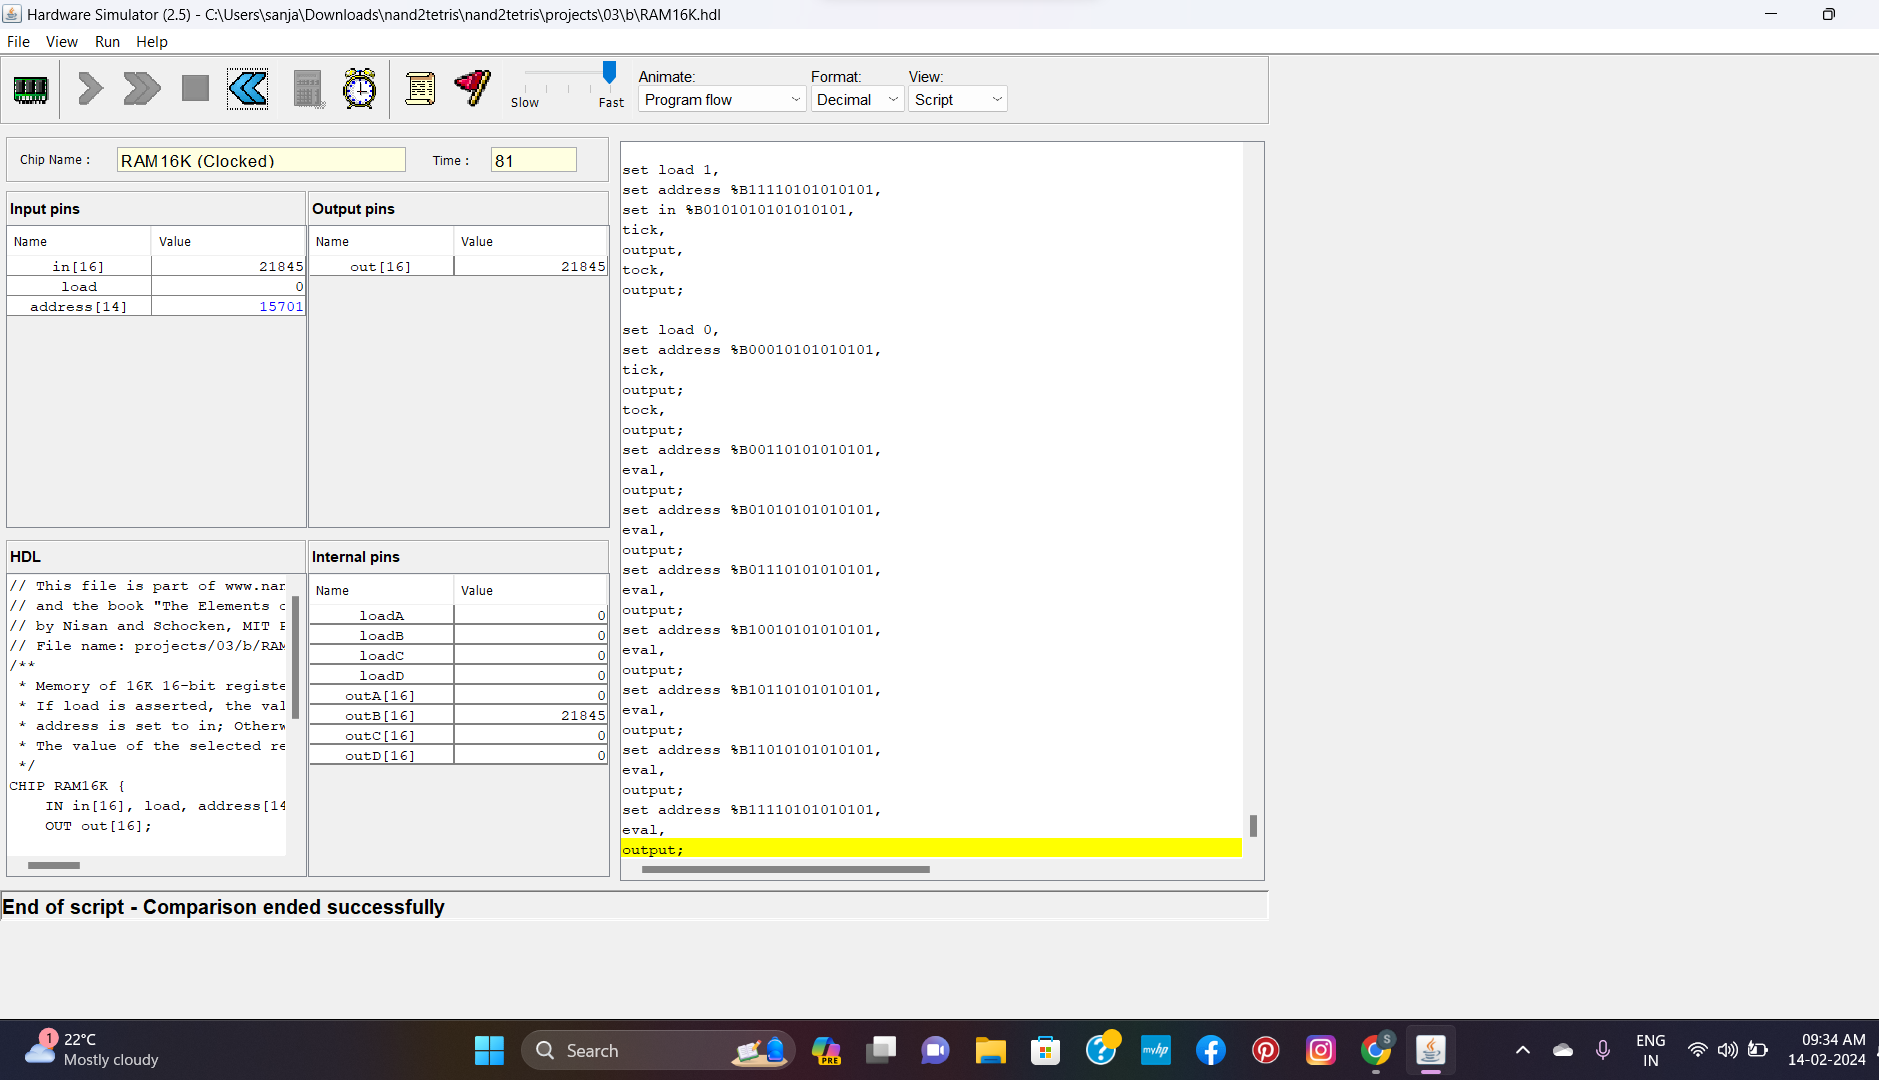 Hardware Simulator (2.5) - C:\Users\sanja\Downloads\nand2tetris\nand2tetris\projects\03\b\RAM16K.hdl
File View Run Help
Slow Fast
Animate:
Program flow
Format:
Decimal
View:
Script
Chip Name :
RAM16K (Clocked)
Time :
81
Input pins
Name Value
in[16] 21845
load 0
address[14] 15701
Output pins
Name Value
out[16] 21845
HDL
// This file is part of www.nan
// and the book "The Elements o
// by Nisan and Schocken, MIT P
// File name: projects/03/b/RAM
/**
* Memory of 16K 16-bit registe
* If load is asserted, the val
* address is set to in; Otherw
* The value of the selected re
*/
CHIP RAM16K {
IN in[16], load, address[14
OUT out[16];
Internal pins
Name Value
loadA 0
loadB 0
loadC 0
loadD 0
outA[16] 0
outB[16] 21845
outC[16] 0
outD[16] 0
set load 1,
set address %B11110101010101,
set in %B0101010101010101,
tick,
output,
tock,
output;
set load 0,
set address %B00010101010101,
tick,
output;
tock,
output;
set address %B00110101010101,
eval,
output;
set address %B01010101010101,
eval,
output;
set address %B01110101010101,
eval,
output;
set address %B10010101010101,
eval,
output;
set address %B10110101010101,
eval,
output;
set address %B11010101010101,
eval,
output;
set address %B11110101010101,
eval,
output;
End of script - Comparison ended successfully
1
22°C
Mostly cloudy
Search
PRE
myhp
S
ENG
IN
09:34 AM
14-02-2024